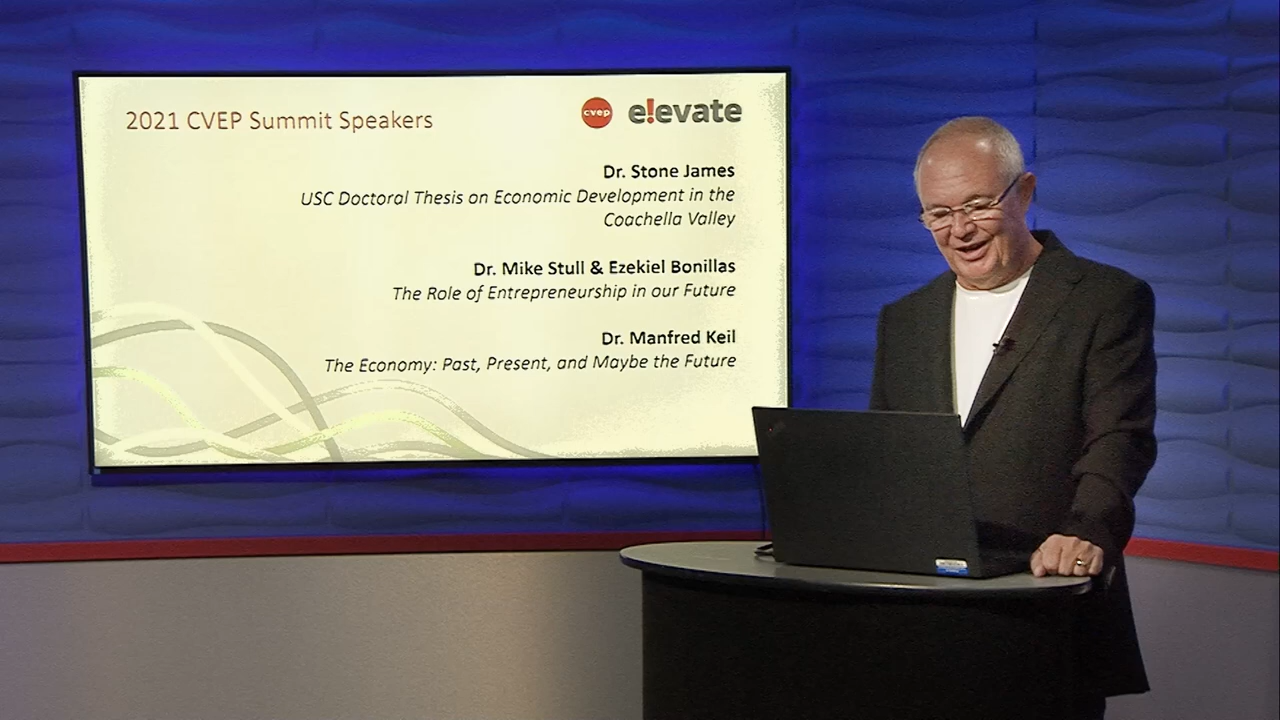 2021 CVEP Summit Speakers
cvep e!evate
Dr. Stone James
USC Doctoral Thesis on Economic Development in the
Coachella Valley
Dr. Mike Stull & Ezekiel Bonillas
The Role of Entrepreneurship in our Future
Dr. Manfred Keil
The Economy: Past, Present, and Maybe the Future